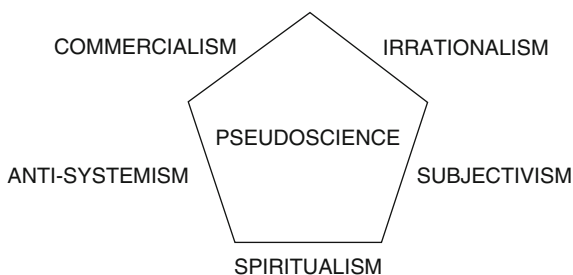 COMMERCIALISM
IRRATIONALISM
PSEUDOSCIENCE
ANTI-SYSTEMISM
SUBJECTIVISM
SPIRITUALISM